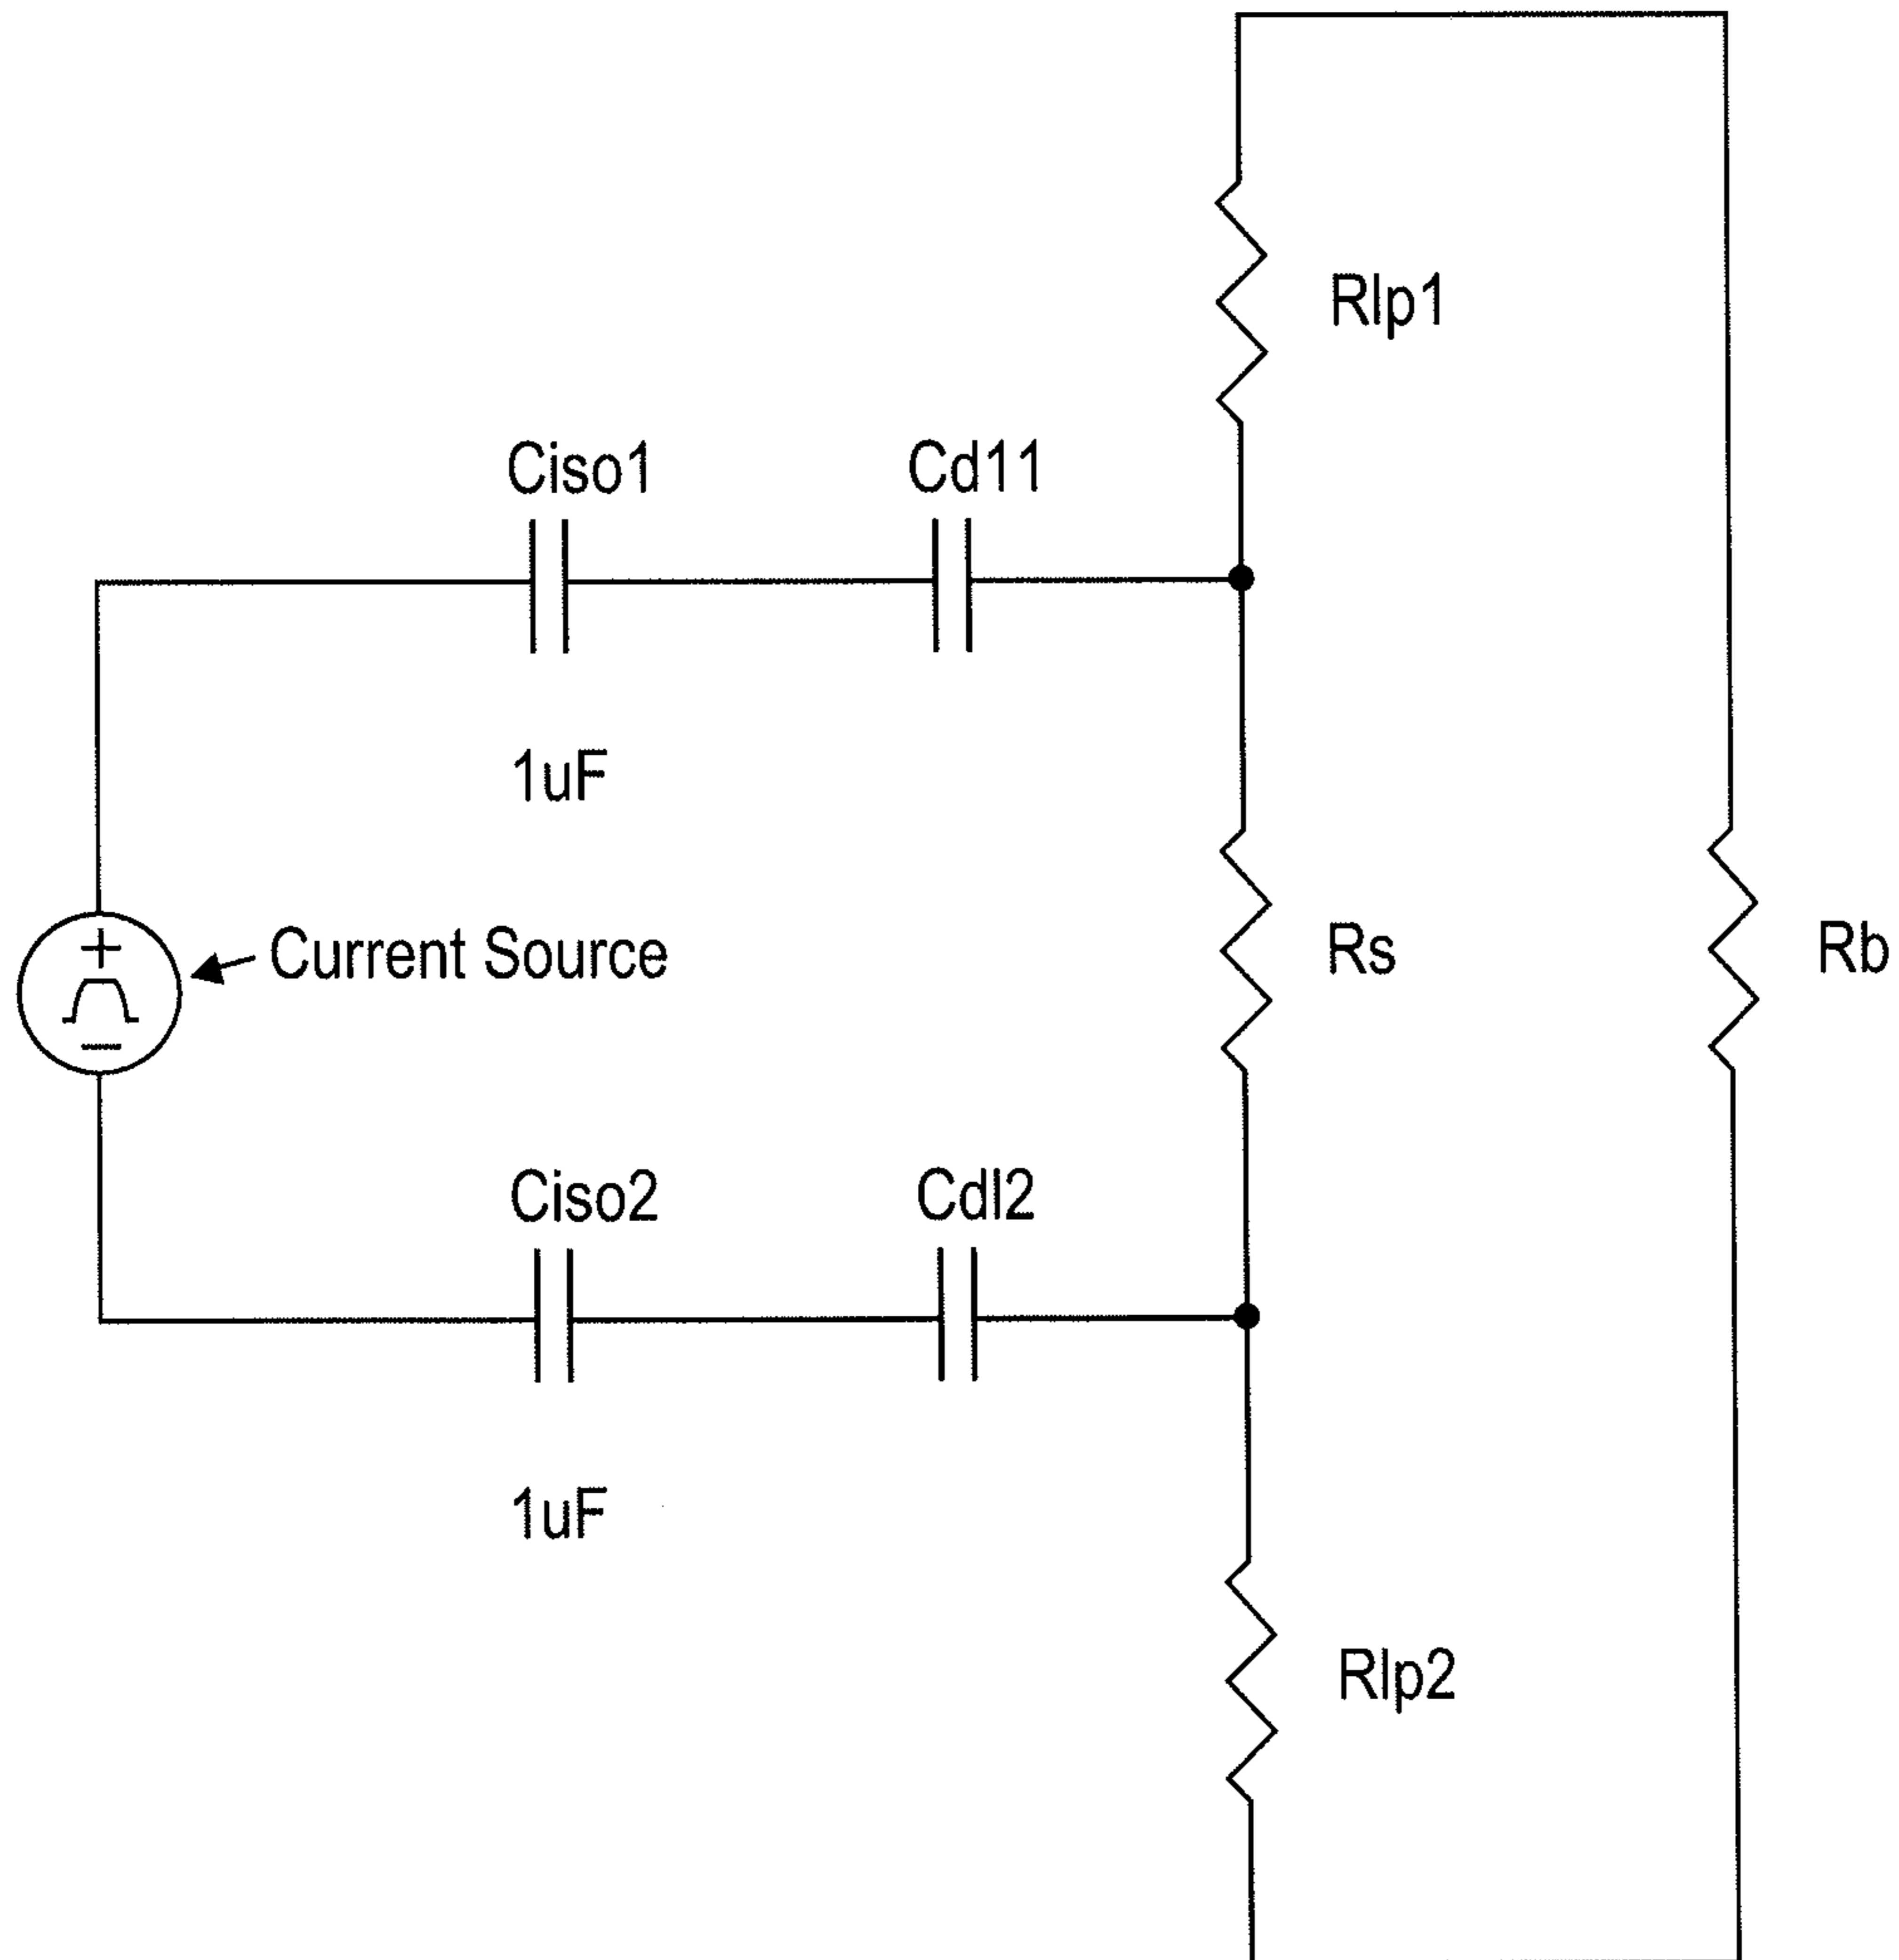 Rlp1
Ciso1
Cd11
1uF
+
Current Source
−
Rs
Rb
Ciso2
Cdl2
1uF
Rlp2